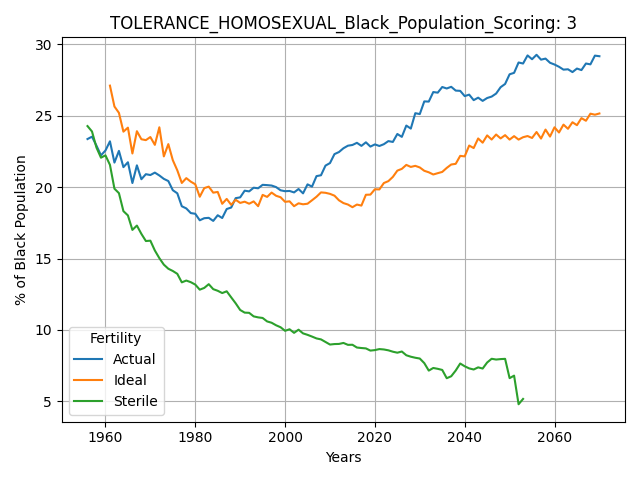 TOLERANCE_HOMOSEXUAL_Black_Population_Scoring: 3
% of Black Population
30
25
20
15
10
5
Fertility
Actual
Ideal
Sterile
1960 1980 2000 2020 2040 2060
Years